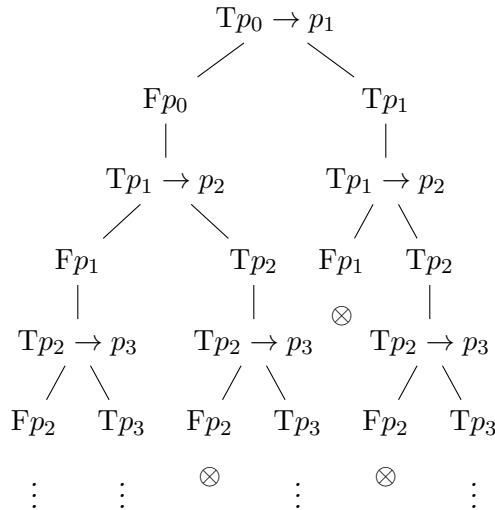 Tp₀ → p₁
Fp₀ Tp₁
Tp₁ → p₂ Tp₁ → p₂
Fp₁ Tp₂ Fp₁ Tp₂
⊗
Tp₂ → p₃ Tp₂ → p₃ Tp₂ → p₃
Fp₂ Tp₃ Fp₂ Tp₃ Fp₂ Tp₃
⋮ ⋮ ⊗ ⋮ ⊗ ⋮